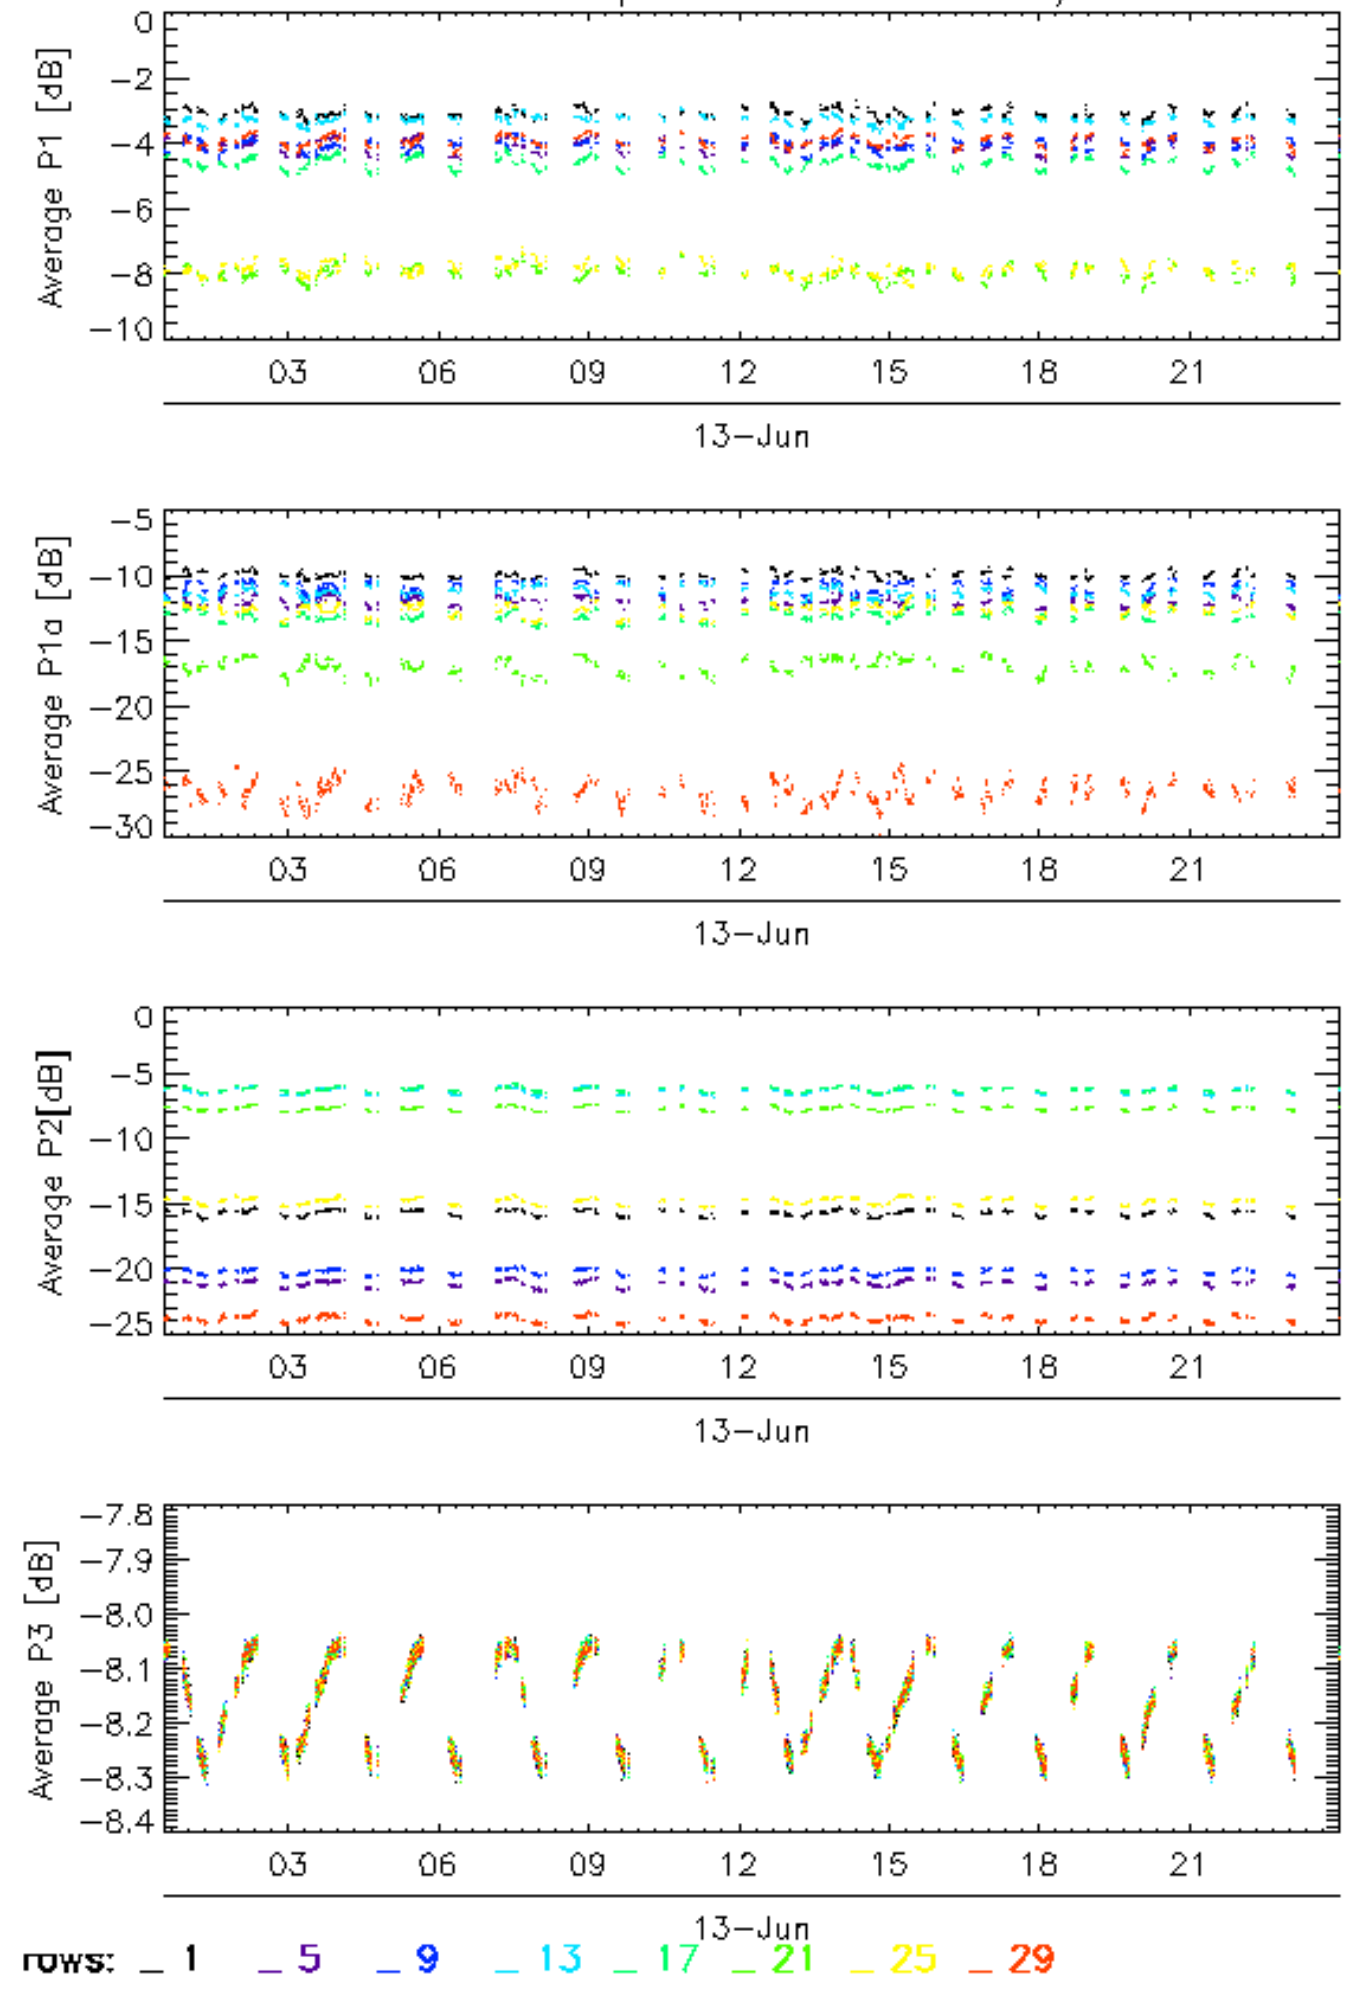 0
−2
−4
−6
−8
−10
Average P1 [dB]
03 06 09 12 15 18 21
13−Jun
−5
−10
−15
−20
−25
−30
Average P1a [dB]
03 06 09 12 15 18 21
13−Jun
0
−5
−10
−15
−20
−25
Average P2[dB]
03 06 09 12 15 18 21
13−Jun
−7.8
−7.9
−8.0
−8.1
−8.2
−8.3
−8.4
Average P3 [dB]
03 06 09 12 15 18 21
13−Jun
rows: _ 1 _ 5 _ 9 _ 13 _ 17 _ 21 _ 25 _ 29